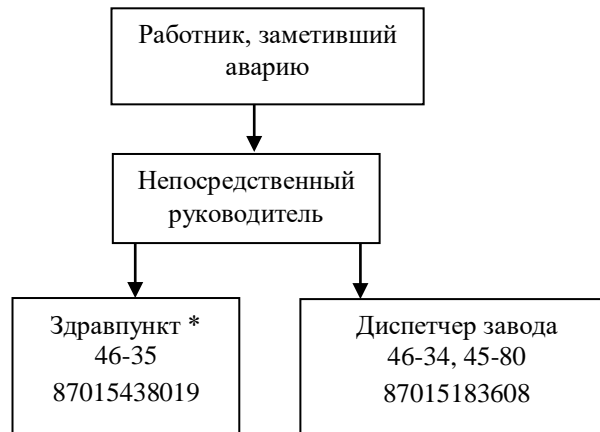 Работник, заметивший
аварию
Непосредственный
руководитель
Здравпункт *
46-35
87015438019
Диспетчер завода
46-34, 45-80
87015183608